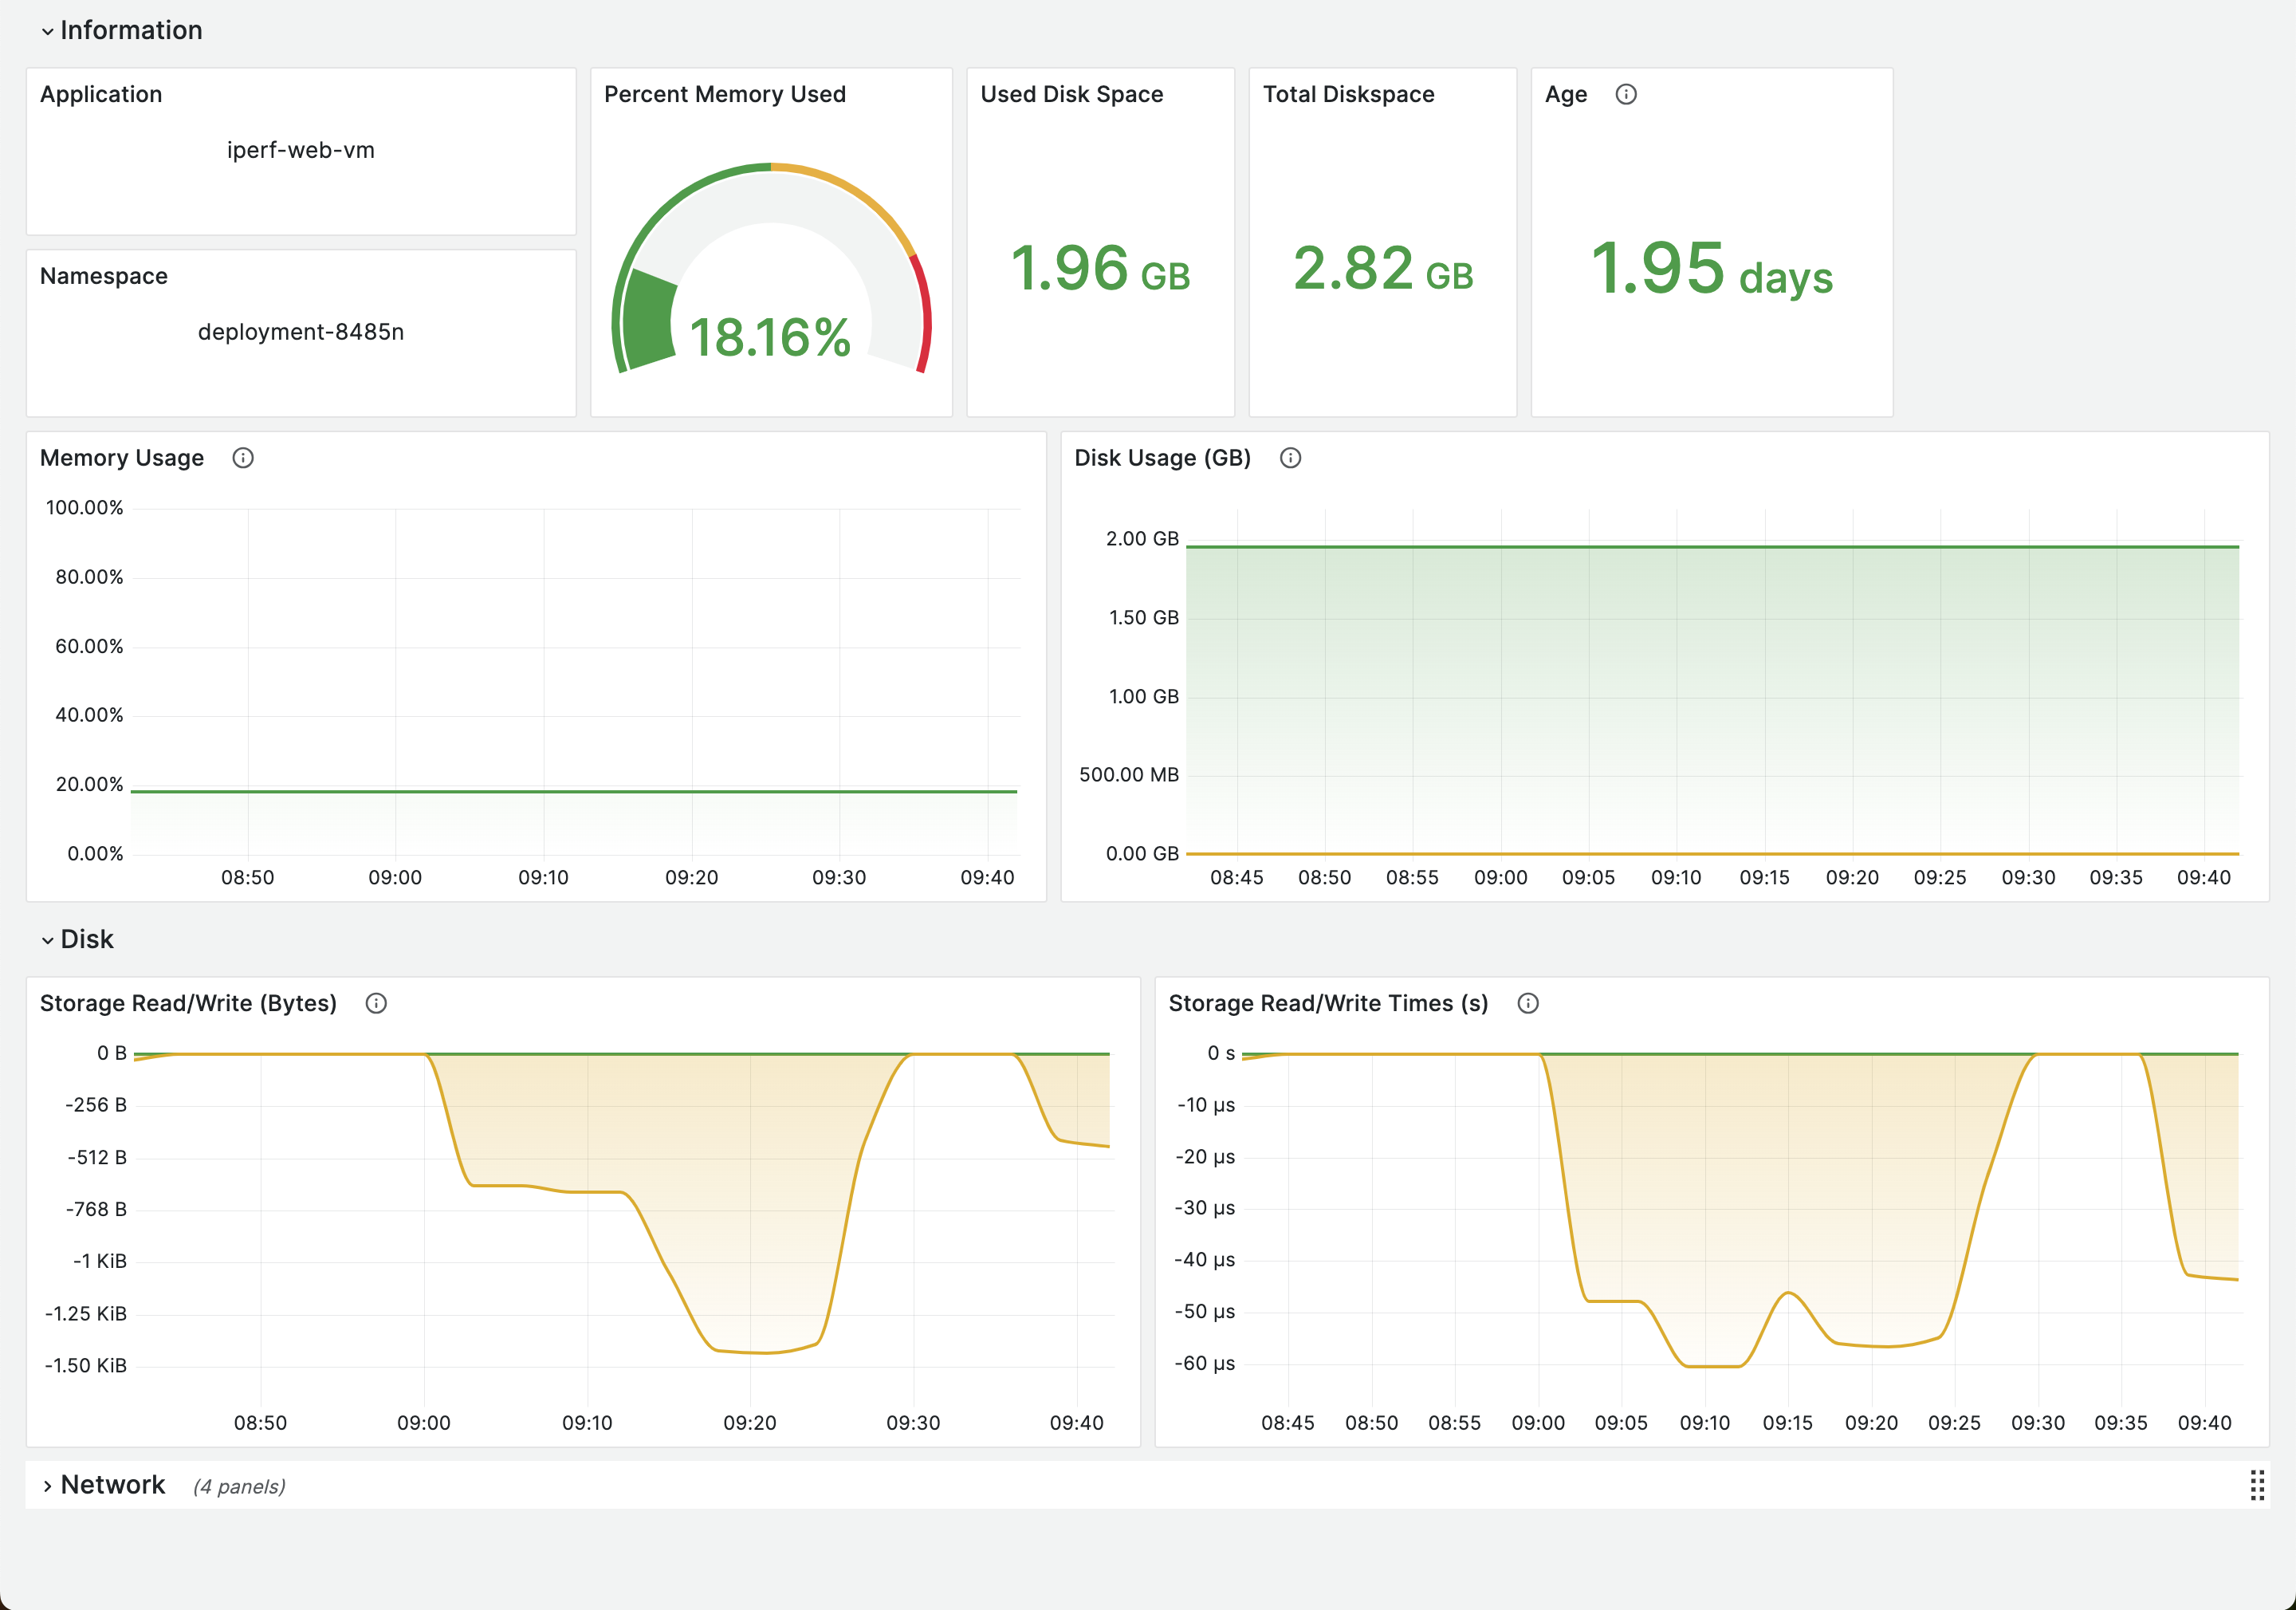 Information
Application
iperf-web-vm
Namespace
deployment-8485n
Percent Memory Used
18.16%
Used Disk Space
1.96 GB
Total Diskspace
2.82 GB
Age
1.95 days
Memory Usage
100.00%
80.00%
60.00%
40.00%
20.00%
0.00%
08:50 09:00 09:10 09:20 09:30 09:40
Disk Usage (GB)
2.00 GB
1.50 GB
1.00 GB
500.00 MB
0.00 GB
08:45 08:50 08:55 09:00 09:05 09:10 09:15 09:20 09:25 09:30 09:35 09:40
Disk
Storage Read/Write (Bytes)
0 B
-256 B
-512 B
-768 B
-1 KiB
-1.25 KiB
-1.50 KiB
08:50 09:00 09:10 09:20 09:30 09:40
Storage Read/Write Times (s)
0 s
-10 µs
-20 µs
-30 µs
-40 µs
-50 µs
-60 µs
08:45 08:50 08:55 09:00 09:05 09:10 09:15 09:20 09:25 09:30 09:35 09:40
Network (4 panels)